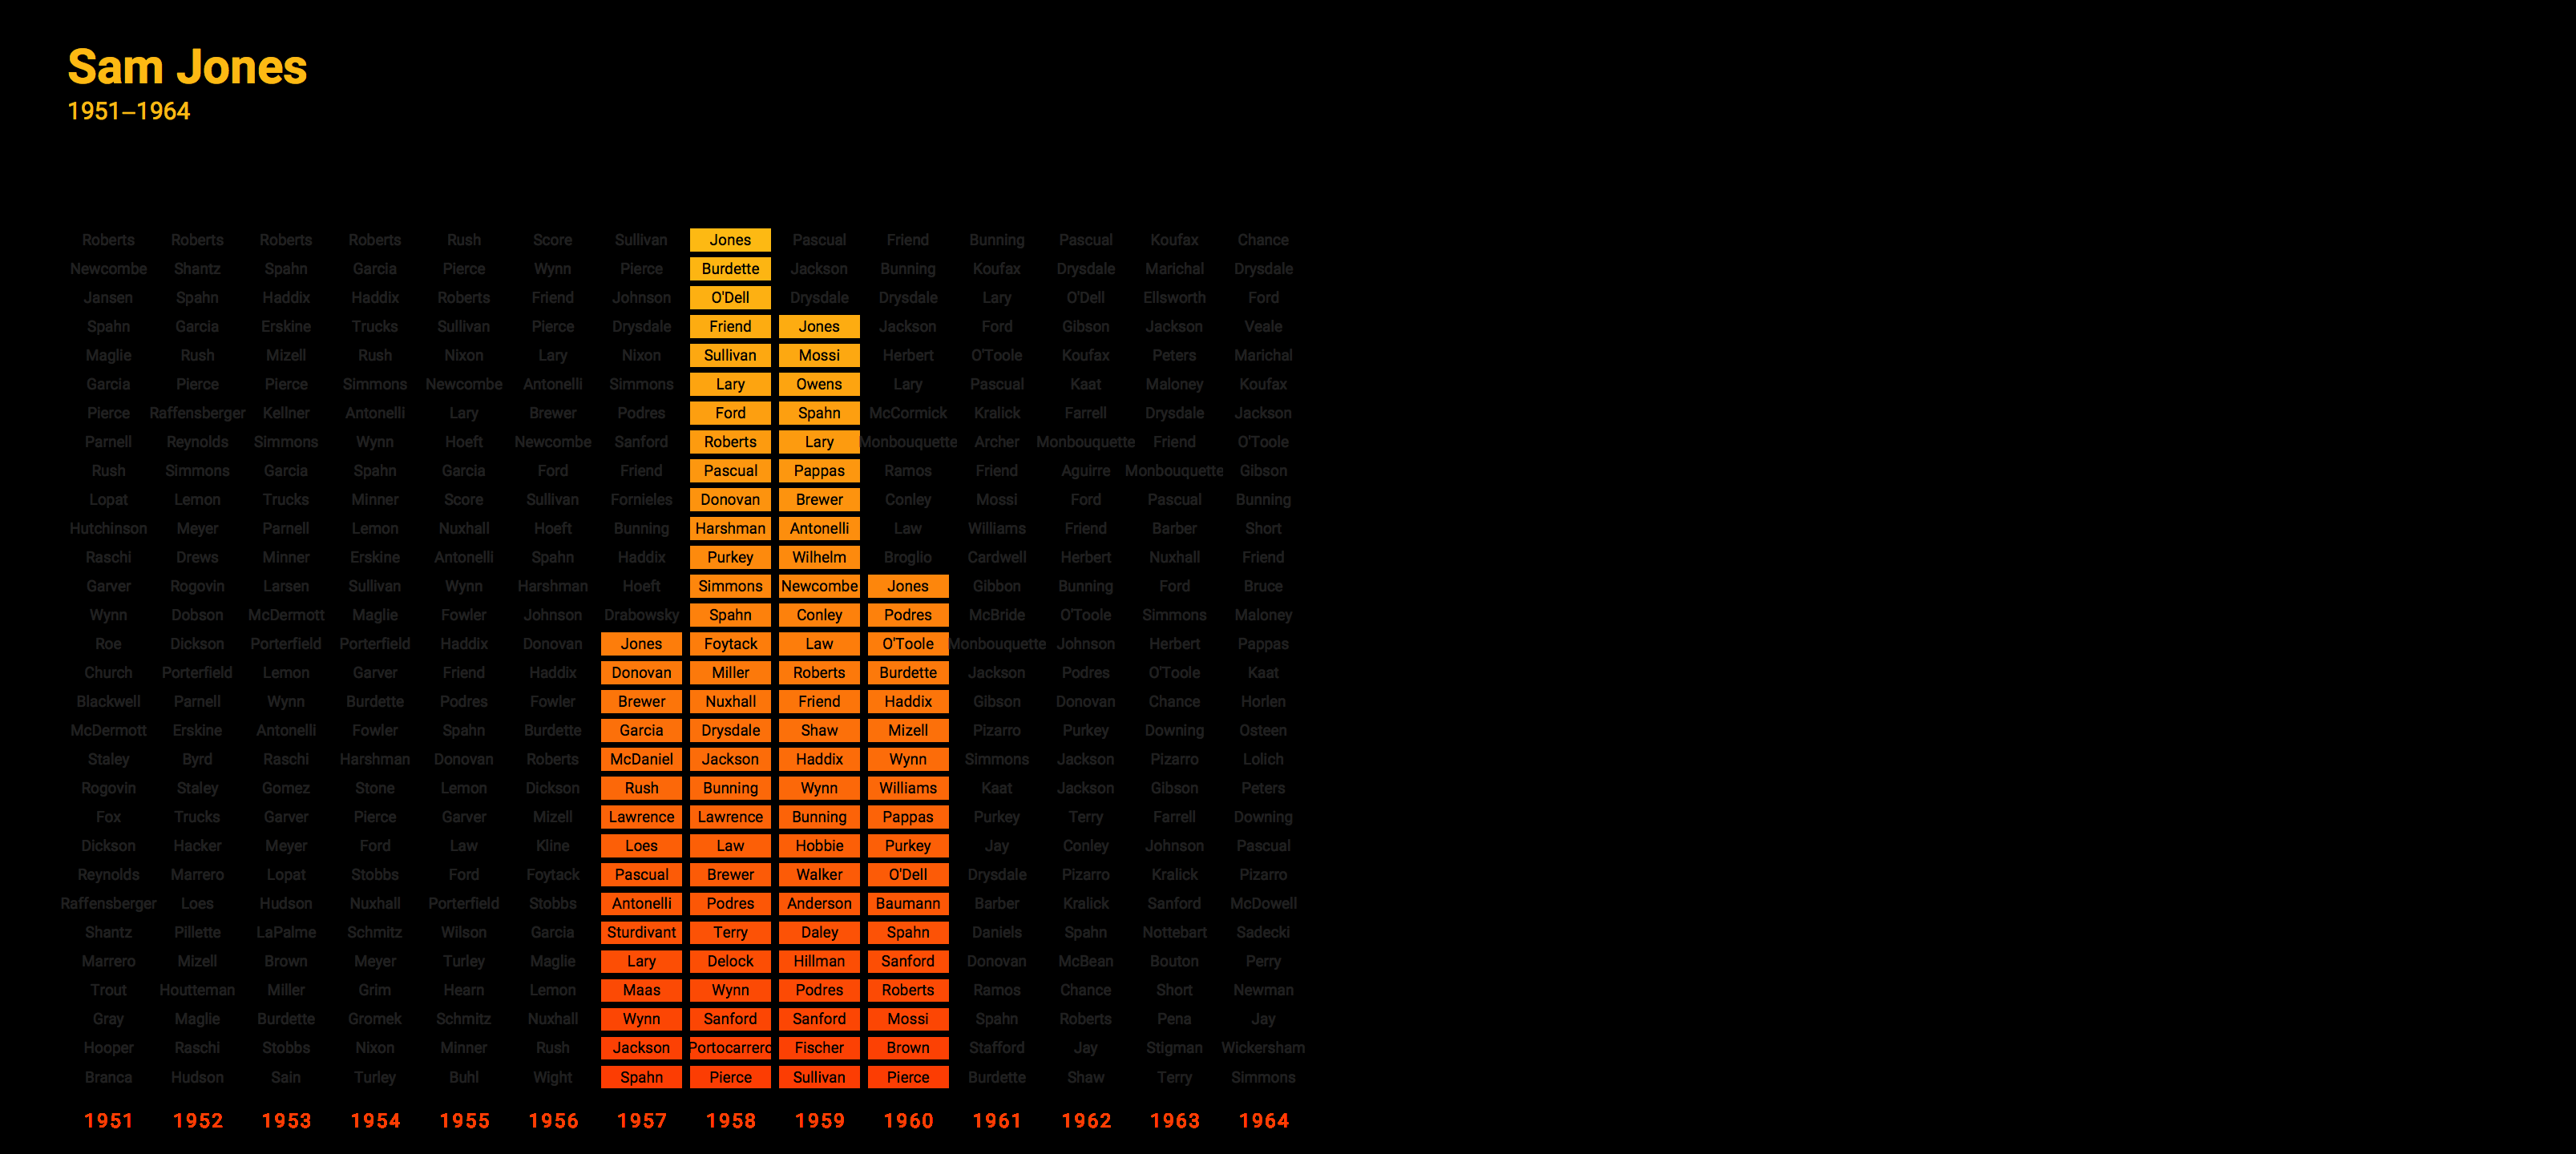 Sam Jones
1951–1964
Roberts Roberts Roberts Roberts Rush Score Sullivan Jones Pascual Friend Bunning Pascual Koufax Chance
Newcombe Shantz Spahn Garcia Pierce Wynn Pierce Burdette Jackson Bunning Koufax Drysdale Marichal Drysdale
Jansen Spahn Haddix Haddix Roberts Friend Johnson O'Dell Drysdale Drysdale Lary O'Dell Ellsworth Ford
Spahn Garcia Erskine Trucks Sullivan Pierce Drysdale Friend Jones Jackson Ford Gibson Jackson Veale
Maglie Rush Mizell Rush Nixon Lary Nixon Sullivan Mossi Herbert O'Toole Koufax Peters Marichal
Garcia Pierce Pierce Simmons Newcombe Antonelli Simmons Lary Owens Lary Pascual Kaat Maloney Koufax
Pierce Raffensberger Kellner Antonelli Lary Brewer Podres Ford Spahn McCormick Kralick Farrell Drysdale Jackson
Parnell Reynolds Simmons Wynn Hoeft Newcombe Sanford Roberts Lary Monbouquette Archer Monbouquette Friend O'Toole
Rush Simmons Garcia Spahn Garcia Ford Friend Pascual Pappas Ramos Friend Aguirre Monbouquette Gibson
Lopat Lemon Trucks Minner Score Sullivan Fornieles Donovan Brewer Conley Mossi Ford Pascual Bunning
Hutchinson Meyer Parnell Lemon Nuxhall Hoeft Bunning Harshman Antonelli Law Williams Friend Barber Short
Raschi Drews Minner Erskine Antonelli Spahn Haddix Purkey Wilhelm Broglio Cardwell Herbert Nuxhall Friend
Garver Rogovin Larsen Sullivan Wynn Harshman Hoeft Simmons Newcombe Jones Gibbon Bunning Ford Bruce
Wynn Dobson McDermott Maglie Fowler Johnson Drabowsky Spahn Conley Podres McBride O'Toole Simmons Maloney
Roe Dickson Porterfield Porterfield Haddix Donovan Jones Foytack Law O'Toole Monbouquette Johnson Herbert Pappas
Church Porterfield Lemon Garver Friend Haddix Donovan Miller Roberts Burdette Jackson Podres O'Toole Kaat
Blackwell Parnell Wynn Burdette Podres Fowler Brewer Nuxhall Friend Haddix Gibson Donovan Chance Horlen
McDermott Erskine Antonelli Fowler Spahn Burdette Garcia Drysdale Shaw Mizell Pizarro Purkey Downing Osteen
Staley Byrd Raschi Harshman Donovan Roberts McDaniel Jackson Haddix Wynn Simmons Jackson Pizarro Lolich
Rogovin Staley Gomez Stone Lemon Dickson Rush Bunning Wynn Williams Kaat Jackson Gibson Peters
Fox Trucks Garver Pierce Garver Mizell Lawrence Lawrence Bunning Pappas Purkey Terry Farrell Downing
Dickson Hacker Meyer Ford Law Kline Loes Law Hobbie Purkey Jay Conley Johnson Pascual
Reynolds Marrero Lopat Stobbs Ford Foytack Pascual Brewer Walker O'Dell Drysdale Pizarro Kralick Pizarro
Raffensberger Loes Hudson Nuxhall Porterfield Stobbs Antonelli Podres Anderson Baumann Barber Kralick Sanford McDowell
Shantz Pillette LaPalme Schmitz Wilson Garcia Sturdivant Terry Daley Spahn Daniels Spahn Nottebart Sadecki
Marrero Mizell Brown Meyer Turley Maglie Lary Delock Hillman Sanford Donovan McBean Bouton Perry
Trout Houtteman Miller Grim Hearn Lemon Maas Wynn Podres Roberts Ramos Chance Short Newman
Gray Maglie Burdette Gromek Schmitz Nuxhall Wynn Sanford Sanford Mossi Spahn Roberts Pena Jay
Hooper Raschi Stobbs Nixon Minner Rush Jackson Portocarrero Fischer Brown Stafford Jay Stigman Wickersham
Branca Hudson Sain Turley Buhl Wight Spahn Pierce Sullivan Pierce Burdette Shaw Terry Simmons
1951 1952 1953 1954 1955 1956 1957 1958 1959 1960 1961 1962 1963 1964